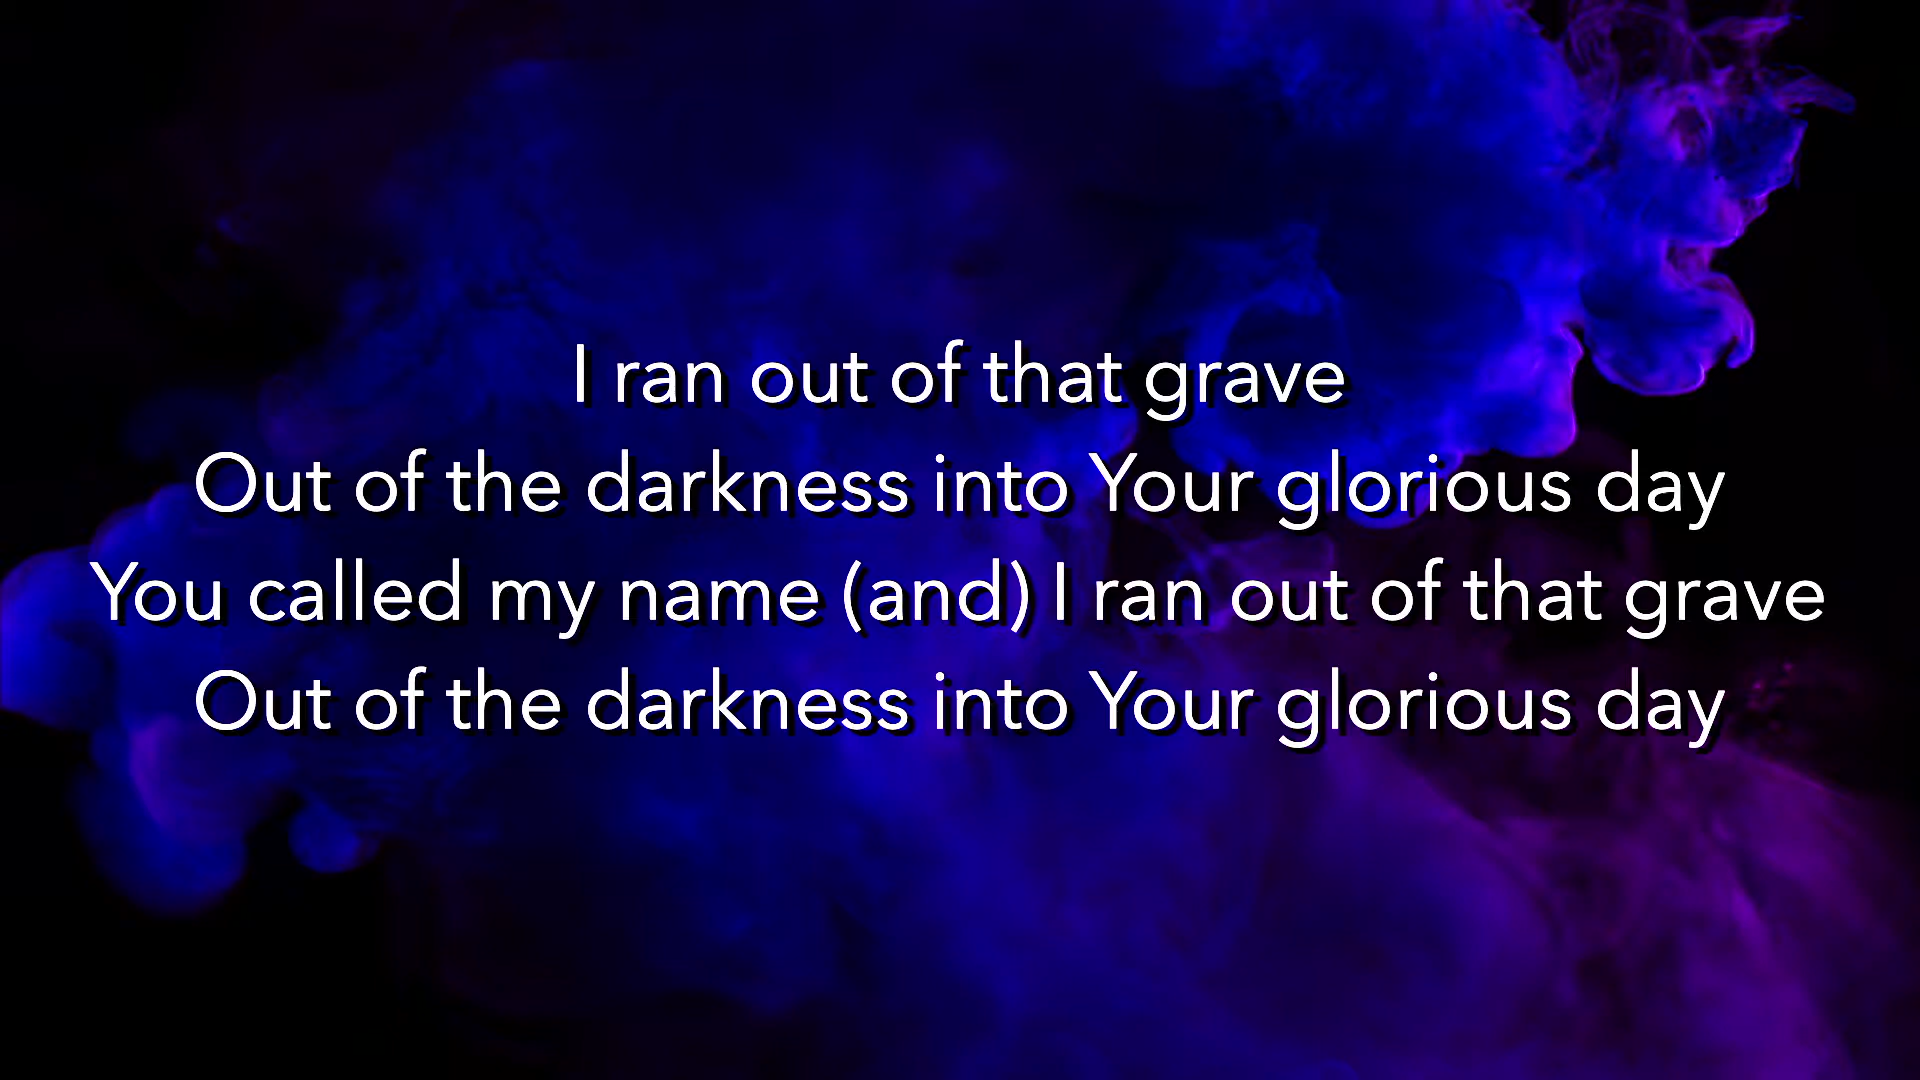 I ran out of that grave
Out of the darkness into Your glorious day
You called my name (and) I ran out of that grave
Out of the darkness into Your glorious day